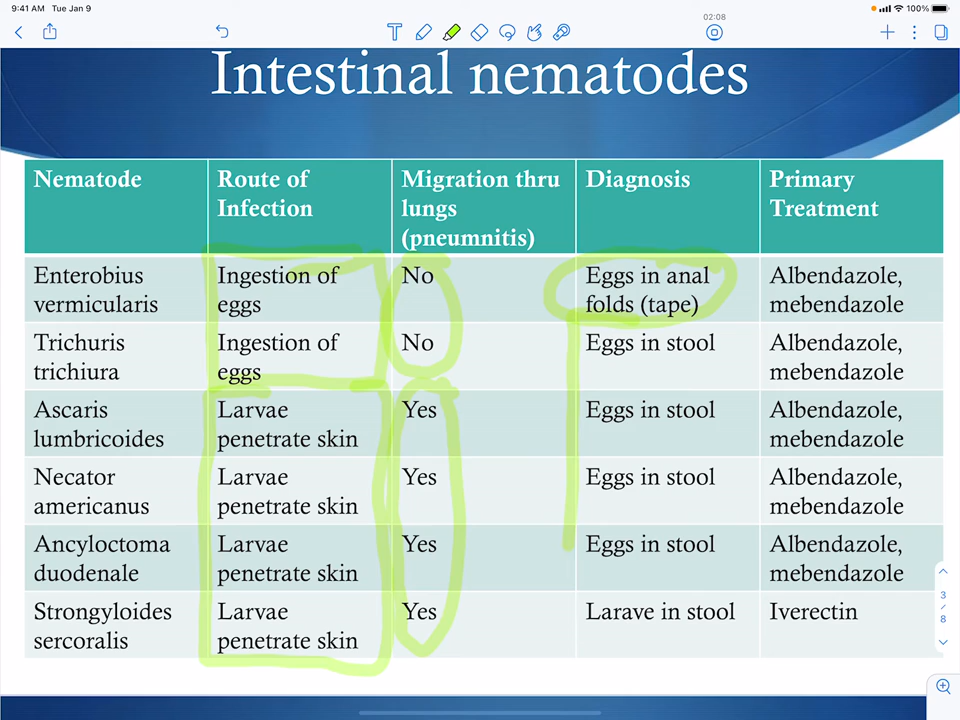 9:41 AM Tue Jan 9
100%
02:08
Intestinal nematodes
Nematode
Route of
Infection
Migration thru
lungs
(pneumnitis)
Diagnosis
Primary
Treatment
Enterobius
vermicularis
Ingestion of
eggs
No
Eggs in anal
folds (tape)
Albendazole,
mebendazole
Trichuris
trichiura
Ingestion of
eggs
No
Eggs in stool
Albendazole,
mebendazole
Ascaris
lumbricoides
Larvae
penetrate skin
Yes
Eggs in stool
Albendazole,
mebendazole
Necator
americanus
Larvae
penetrate skin
Yes
Eggs in stool
Albendazole,
mebendazole
Ancyloctoma
duodenale
Larvae
penetrate skin
Yes
Eggs in stool
Albendazole,
mebendazole
Strongyloides
sercoralis
Larvae
penetrate skin
Yes
Larave in stool
Iverectin
3
/
8